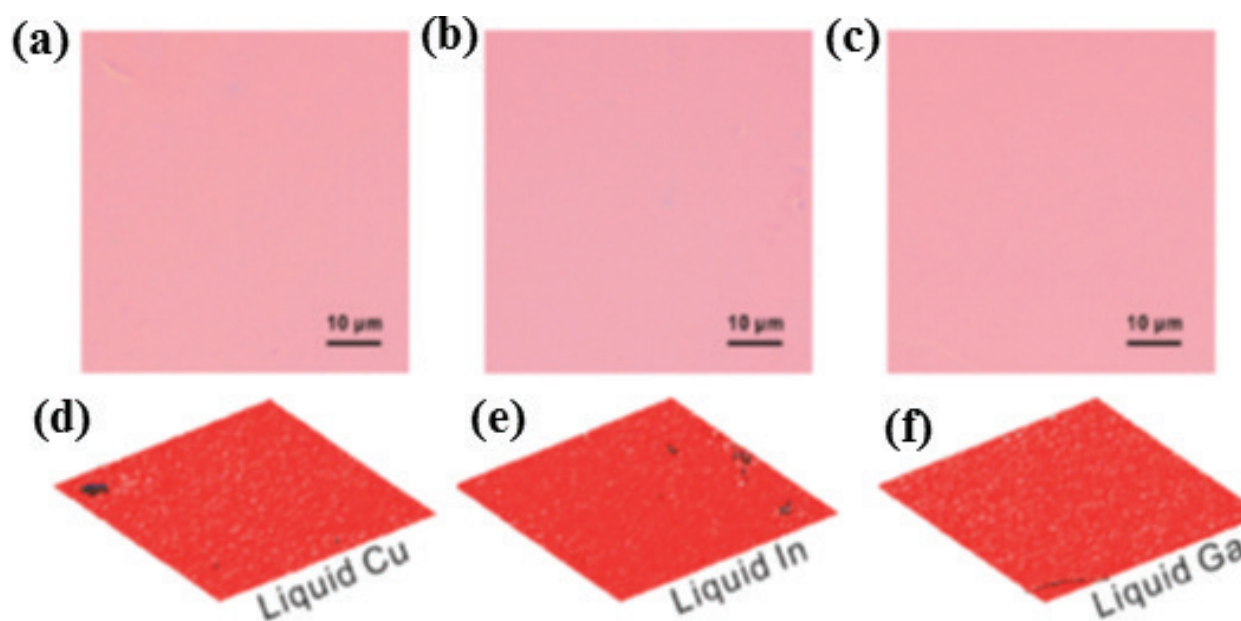 (a)
(b)
(c)
10 µm
10 µm
10 µm
(d)
(e)
(f)
Liquid Cu
Liquid In
Liquid Ga